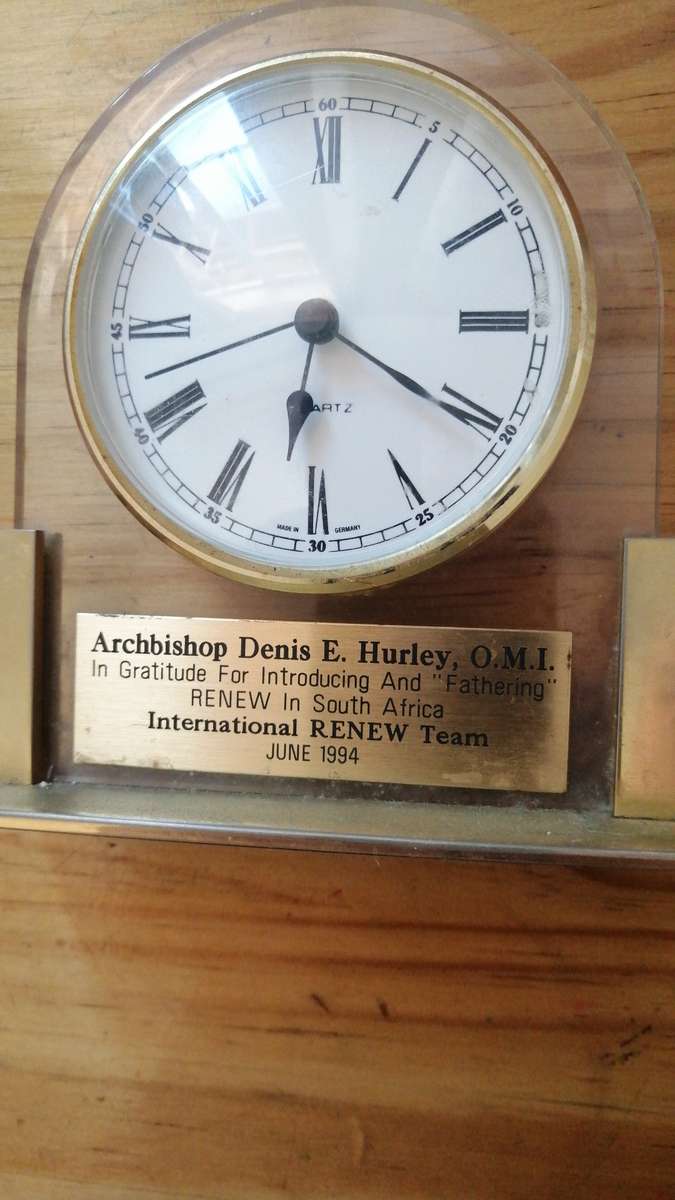 60
XII
5
I
10
II
III
IIII
20
V
25
VI
30
VII
35
VIII
40
IX
45
X
50
XI
ARTZ
MADE IN GERMANY
Archbishop Denis E. Hurley, O.M.I.
In Gratitude For Introducing And "Fathering"
RENEW In South Africa
International RENEW Team
JUNE 1994